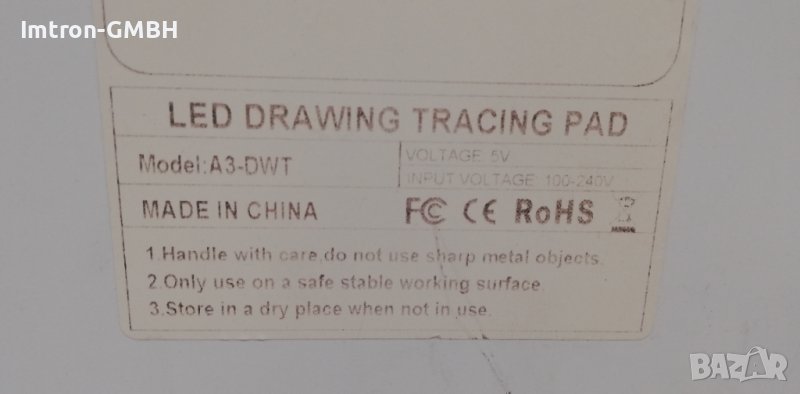 Imtron-GMBH
LED DRAWING TRACING PAD
Model:A3-DWT
VOLTAGE 5V
INPUT VOLTAGE 100-240V
MADE IN CHINA
FC CE RoHS
1.Handle with care,do not use sharp metal objects.
2.Only use on a safe stable working surface
3.Store in a dry place when not in use.
BAZAR